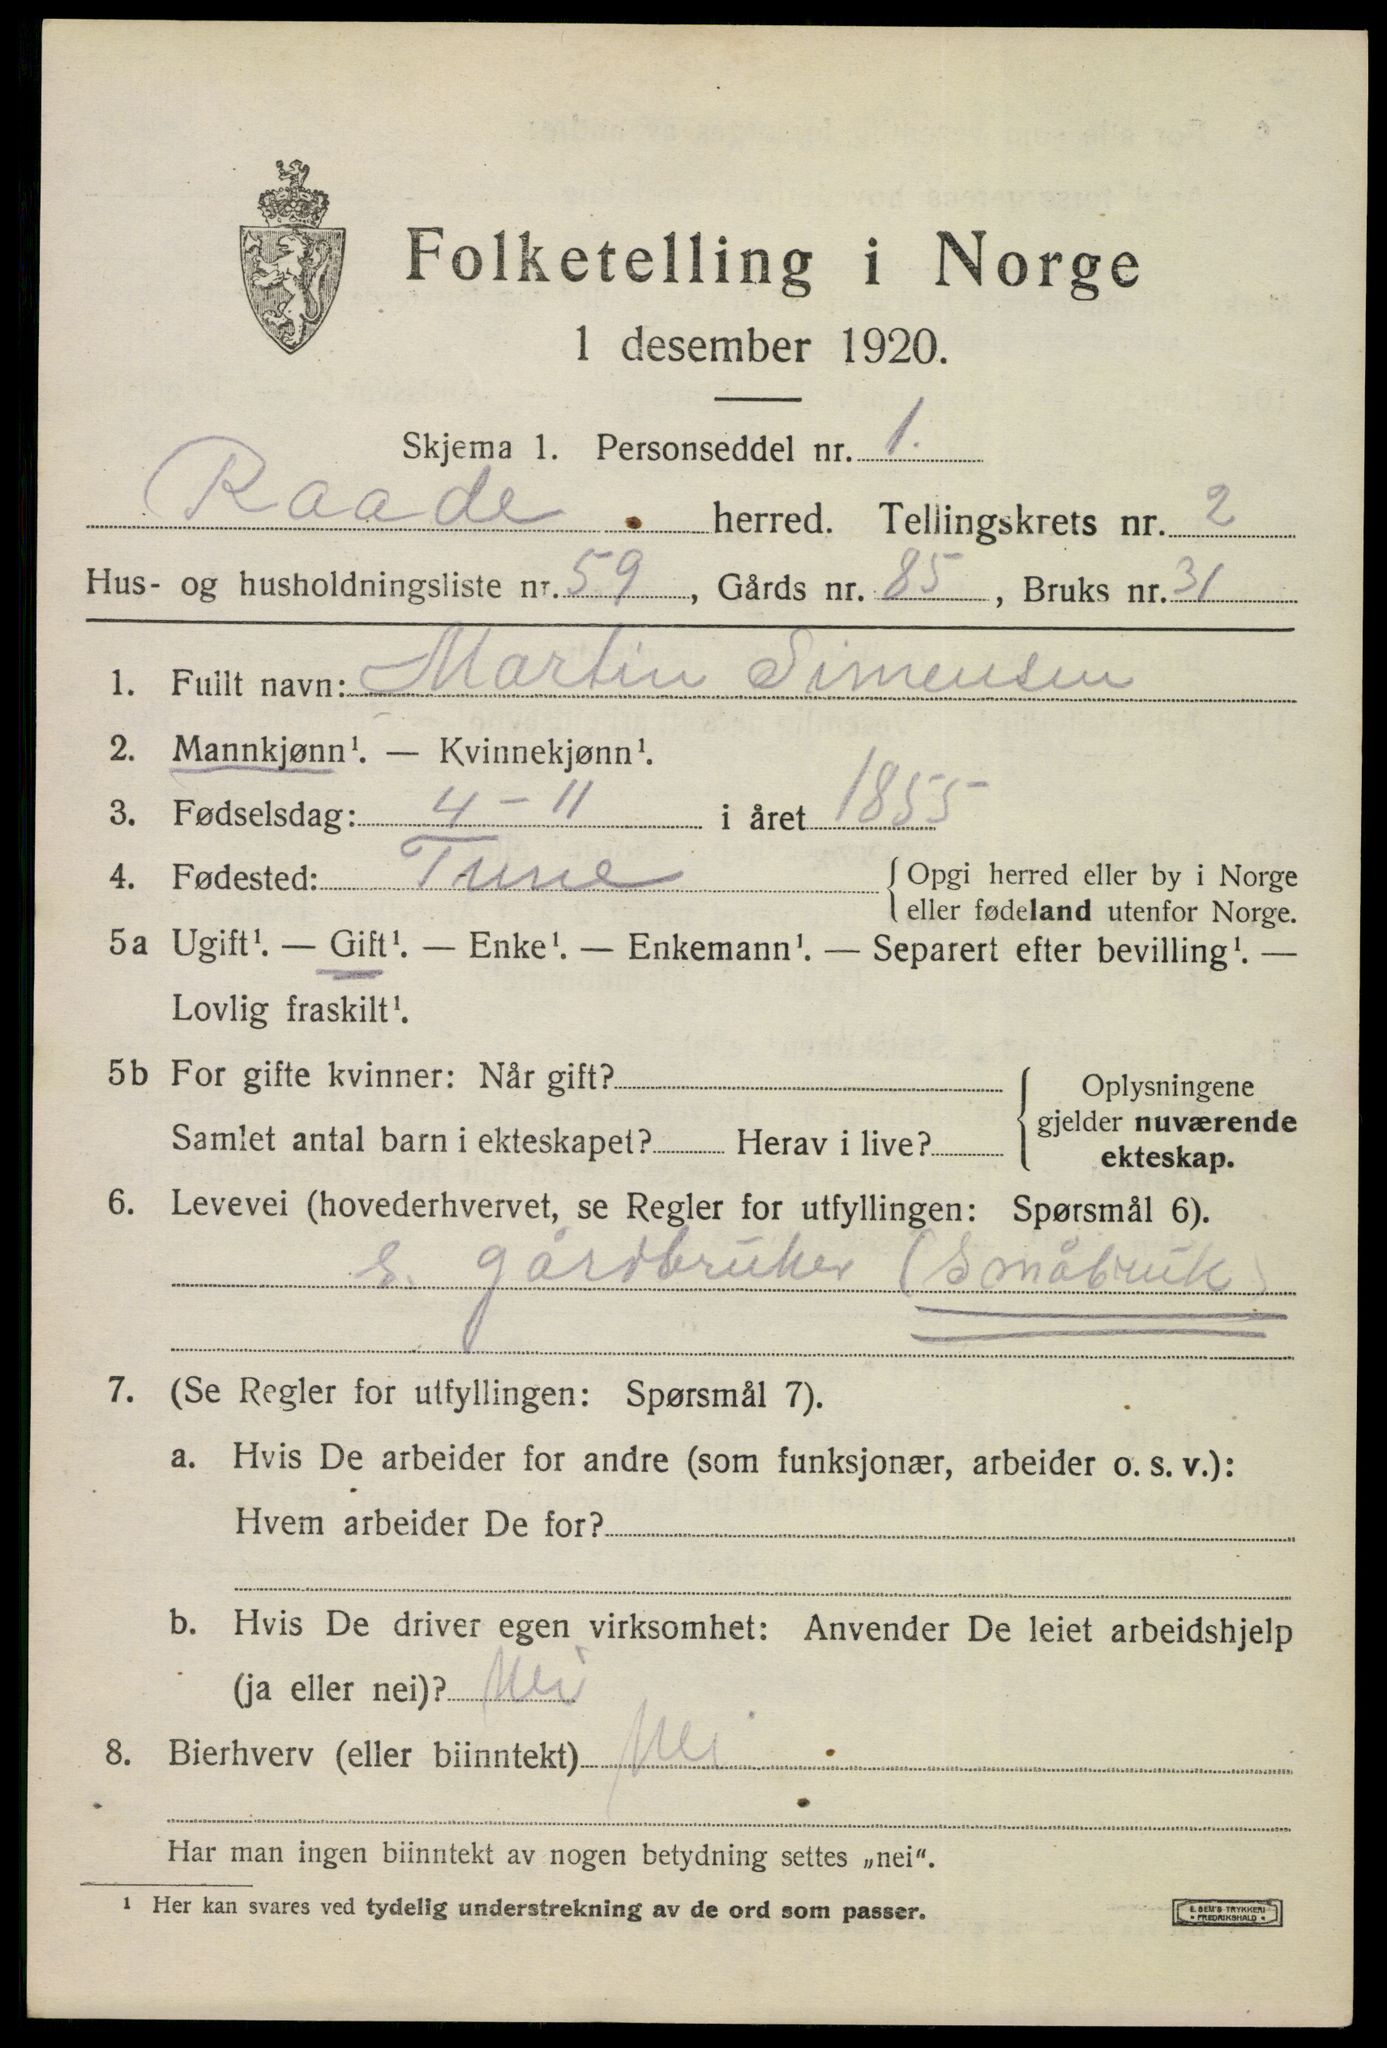 Folketelling i Norge
1 desember 1920.
Skjema 1. Personseddel nr. 1.
Raade herred. Tellingskrets nr. 2
Hus- og husholdningsliste nr. 59, Gårds nr. 85, Bruks nr. 31
1. Fullt navn: Martin Simensen
2. Mannkjønn¹. — Kvinnekjønn¹.
3. Fødselsdag: 4-11 i året 1855
4. Fødested: Tune { Opgi herred eller by i Norge
eller fødeland utenfor Norge.
5a Ugift¹. — Gift¹. — Enke¹. — Enkemann¹. — Separert efter bevilling¹. —
Lovlig fraskilt¹.
5b For gifte kvinner: Når gift? { Oplysningene
gjelder nuværende
Samlet antal barn i ekteskapet? Herav i live?
ekteskap.
6. Levevei (hovederhvervet, se Regler for utfyllingen: Spørsmål 6).
S. gårdbruker (Småbruk)
7. (Se Regler for utfyllingen: Spørsmål 7).
a. Hvis De arbeider for andre (som funksjonær, arbeider o. s. v.):
Hvem arbeider De for?
b. Hvis De driver egen virksomhet: Anvender De leiet arbeidshjelp
(ja eller nei)? Nei
8. Bierhverv (eller biinntekt) Nei
Har man ingen biinntekt av nogen betydning settes „nei“.
¹ Her kan svares ved tydelig understrekning av de ord som passer.
E. SEM'S TRYKKERI
• FREDRIKSHALD •